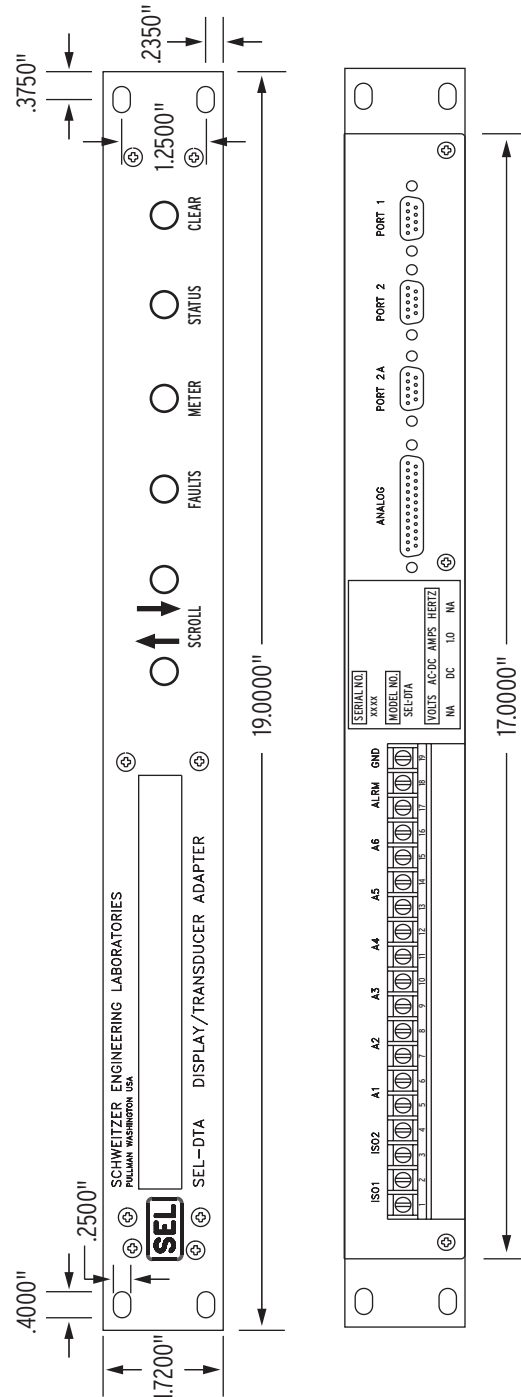 .4000"
.2500"
.3750"
.2350"
1.2500"
1.7200"
SCHWEITZER ENGINEERING LABORATORIES
PULLMAN WASHINGTON USA
SEL
SEL-DTA DISPLAY/TRANSDUCER ADAPTER
SCROLL
FAULTS
METER
STATUS
CLEAR
19.0000"
ISO1 ISO2 A1 A2 A3 A4 A5 A6 ALRM GND
1 2 3 4 5 6 7 8 9 10 11 12 13 14 15 16 17 18 19
SERIAL NO.
XXXX
MODEL NO.
SEL-DTA
VOLTS AC-DC AMPS HERTZ
NA DC 1.0 NA
ANALOG
PORT 2A
PORT 2
PORT 1
17.0000"